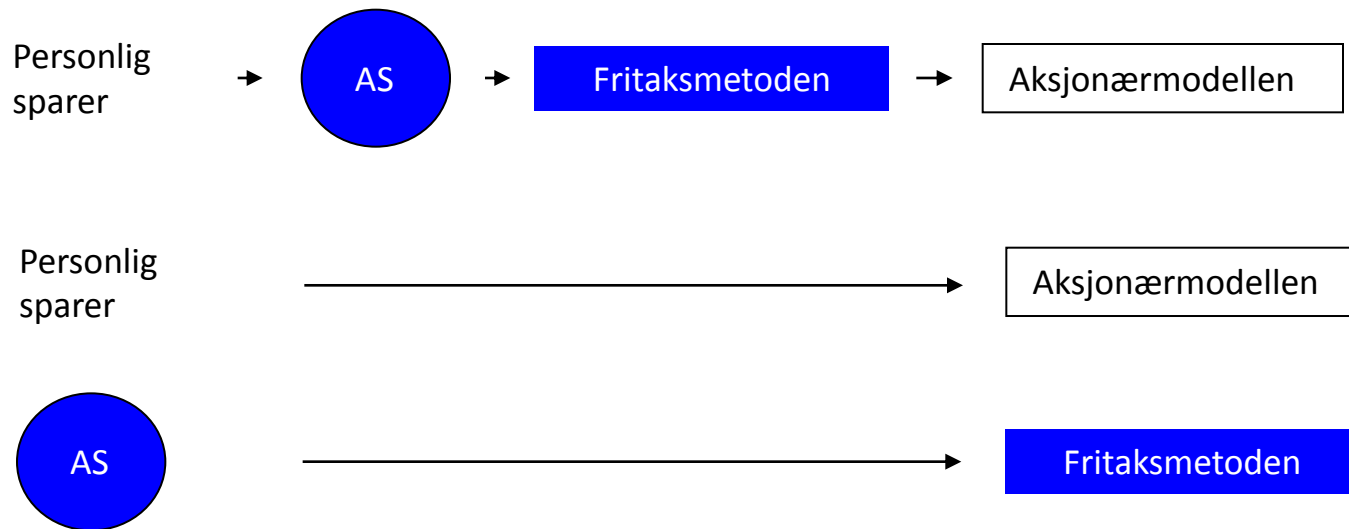 Personlig
sparer
AS
Fritaksmetoden
Aksjonærmodellen
Personlig
sparer
Aksjonærmodellen
AS
Fritaksmetoden